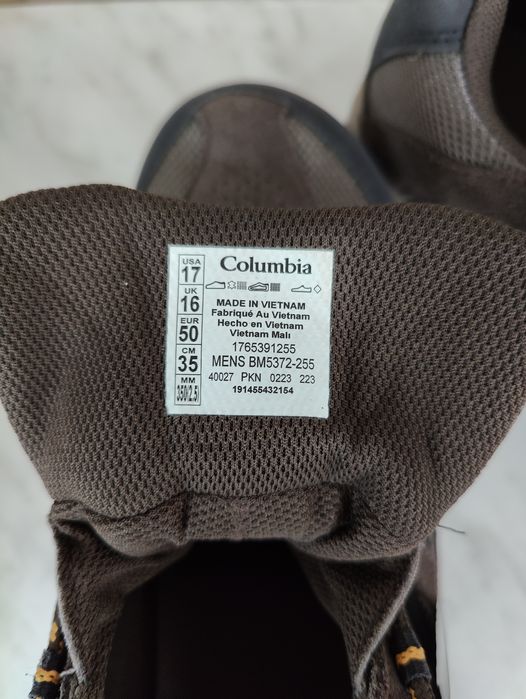 USA
17
UK
16
EUR
50
CM
35
MM
350(2.5)
Columbia
MADE IN VIETNAM
Fabriqué Au Vietnam
Hecho en Vietnam
Vietnam Malı
1765391255
MENS BM5372-255
40027 PKN 0223 223
191455432154